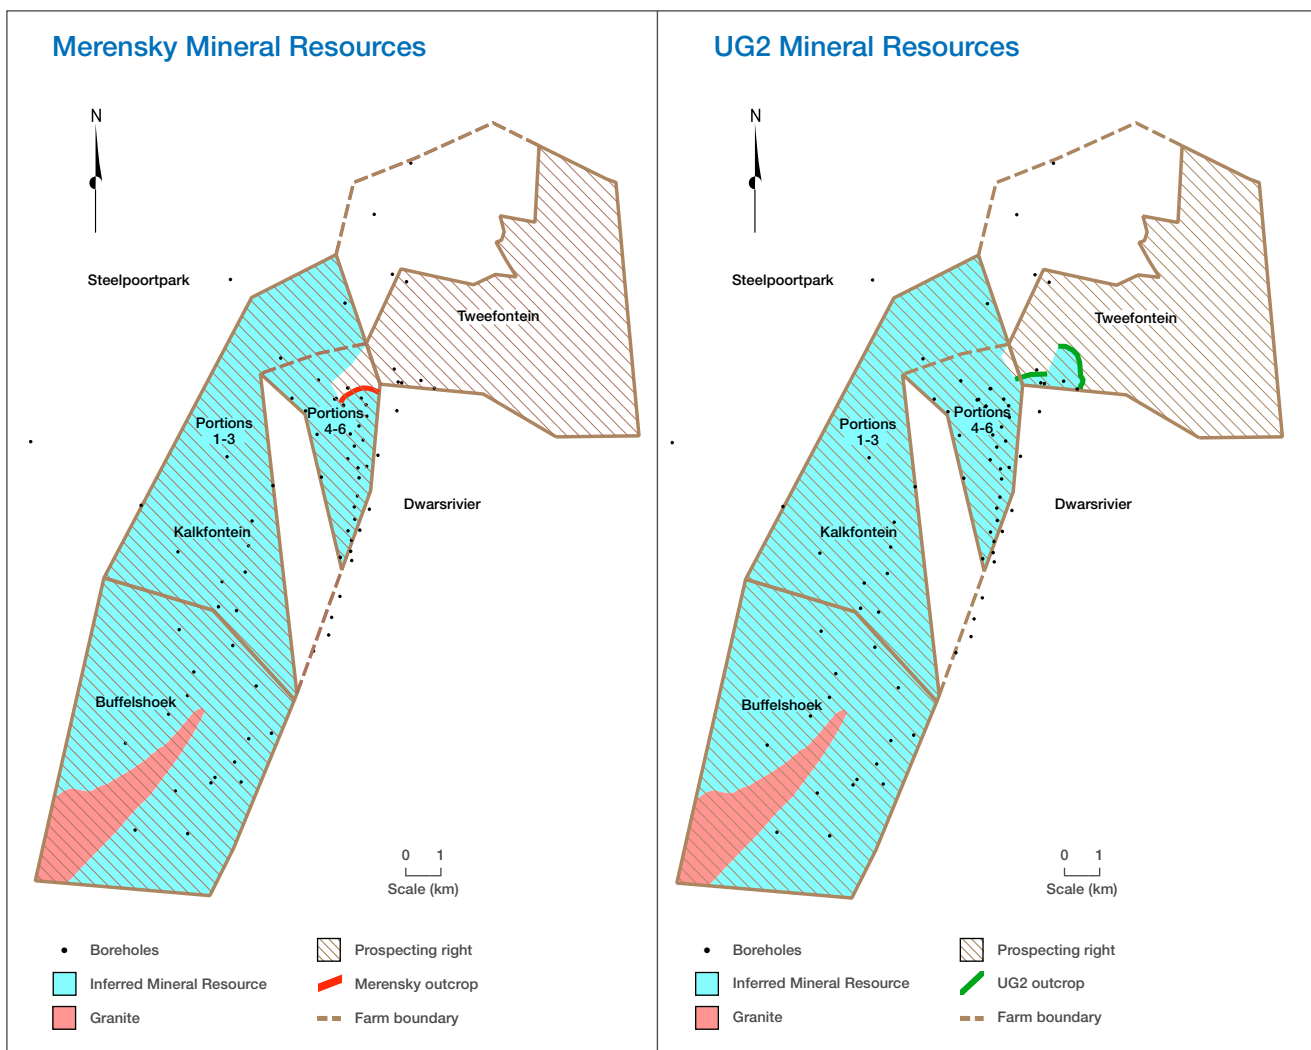 Merensky Mineral Resources
N
Steelpoortpark
Tweefontein
Portions
1-3
Portions
4-6
Dwarsrivier
Kalkfontein
Buffelshoek
0 1
Scale (km)
Boreholes
Prospecting right
Inferred Mineral Resource
Merensky outcrop
Granite
Farm boundary
UG2 Mineral Resources
N
Steelpoortpark
Tweefontein
Portions
1-3
Portions
4-6
Dwarsrivier
Kalkfontein
Buffelshoek
0 1
Scale (km)
Boreholes
Prospecting right
Inferred Mineral Resource
UG2 outcrop
Granite
Farm boundary